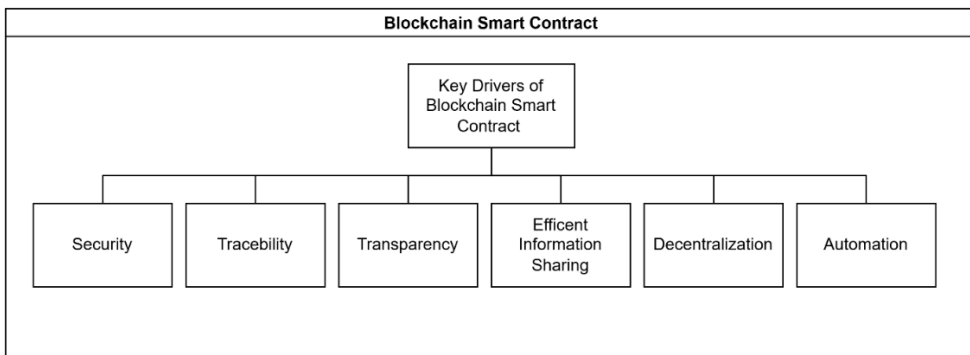 Blockchain Smart Contract
Key Drivers of
Blockchain Smart
Contract
Security
Tracebility
Transparency
Efficent
Information
Sharing
Decentralization
Automation